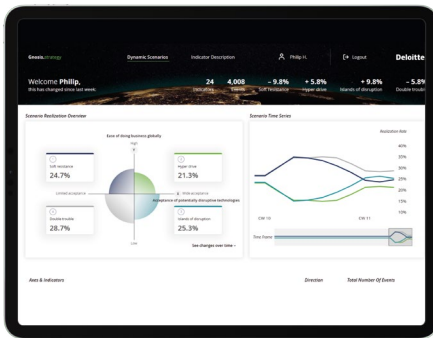 Gnosis.strategy
Dynamic Scenarios
Indicator Description
Philip H.
Logout
Deloitte
Welcome Philip,
this has changed since last week:
24
Indicators
4,008
Events
– 9.8%
Soft resistance
+ 5.8%
Hyper drive
+ 9.8%
Islands of disruption
– 5.8%
Double trouble
Scenario Realization Overview
Ease of doing business globally
High
Soft resistance
24.7%
Hyper drive
21.3%
Limited acceptance
Wide acceptance
Acceptance of potentially disruptive technologies
Double trouble
28.7%
Islands of disruption
25.3%
Low
See changes over time
Scenario Time Series
Realization Rate
40%
35%
30%
25%
20%
15%
10%
CW 10
CW 11
Time Frame
Axes & Indicators
Direction
Total Number Of Events